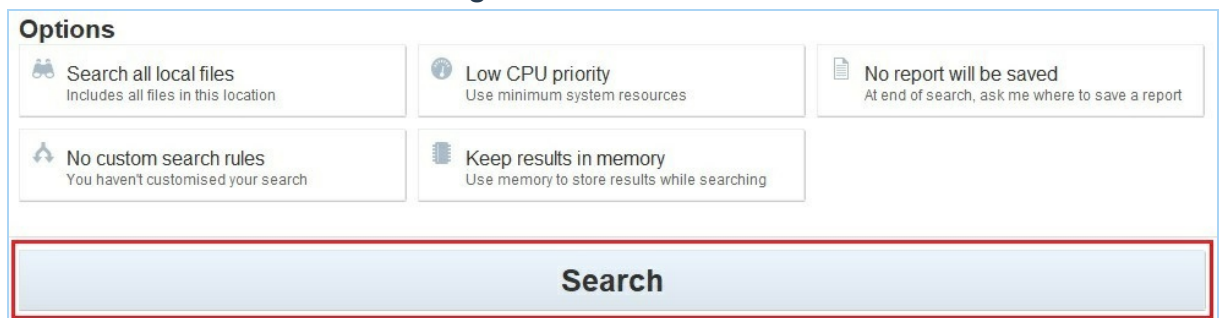 Options
Search all local files
Includes all files in this location
Low CPU priority
Use minimum system resources
No report will be saved
At end of search, ask me where to save a report
No custom search rules
You haven't customised your search
Keep results in memory
Use memory to store results while searching
Search